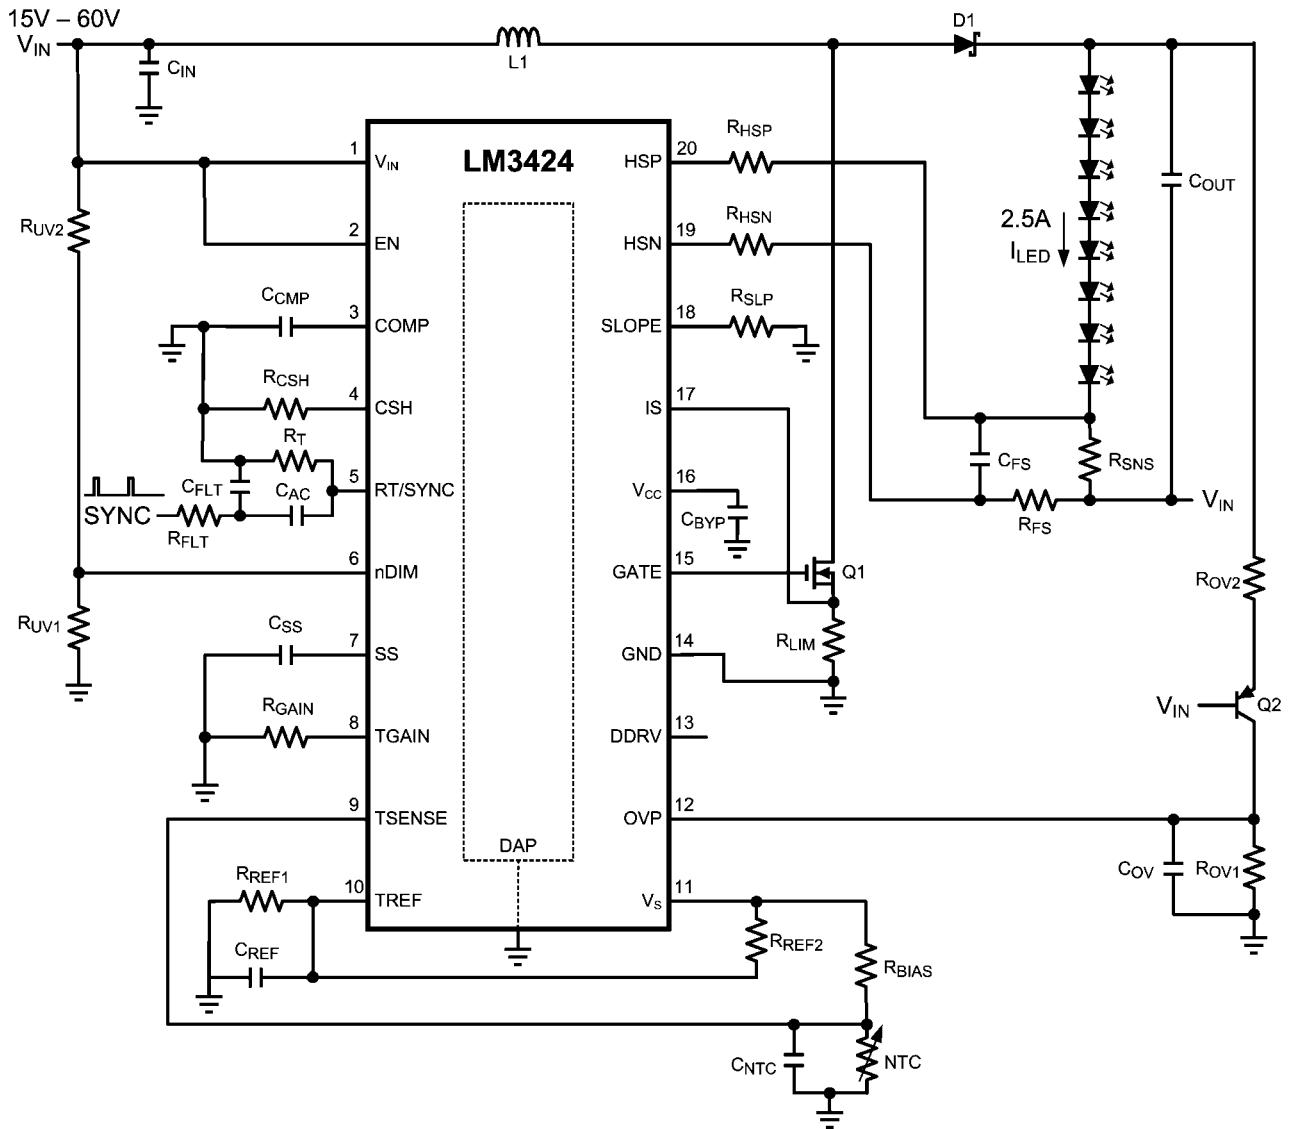 15V – 60V
VIN
CIN
L1
D1
LM3424
1
VIN
20
HSP
RHSP
RUV2
2
EN
19
HSN
RHSN
2.5A
ILED
COUT
CCMP
3
COMP
18
SLOPE
RSLP
RCSH
4
CSH
17
IS
RT
CFLT
CAC
5
RT/SYNC
SYNC
RFLT
16
VCC
CBYP
CFS
RSNS
RFS
VIN
6
nDIM
15
GATE
Q1
ROV2
RUV1
CSS
7
SS
14
GND
RLIM
RGAIN
8
TGAIN
13
DDRV
VIN
Q2
9
TSENSE
12
OVP
DAP
COV
ROV1
RREF1
10
TREF
11
VS
CREF
RREF2
RBIAS
CNTC
NTC